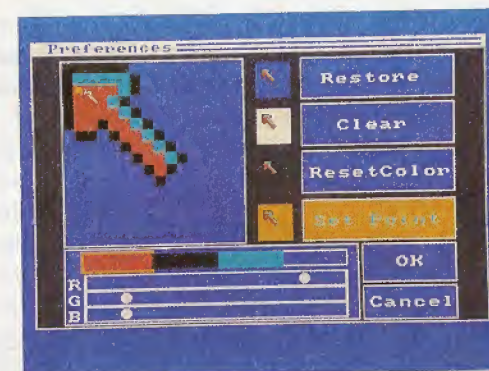 Preferences
Restore
Clear
ResetColor
Set Point
OK
R
G
B
Cancel